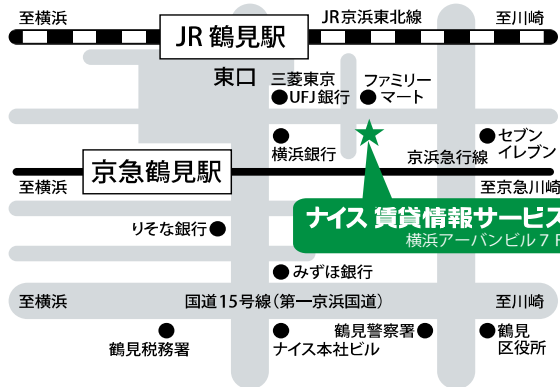 至横浜
JR京浜東北線
至川崎
JR 鶴見駅
東口
三菱東京
UFJ銀行
ファミリー
マート
横浜銀行
セブン
イレブン
京浜急行線
京急鶴見駅
至横浜
至京急川崎
りそな銀行
ナイス 賃貸情報サービス
横浜アーバンビル7F
みずほ銀行
至横浜
国道15号線(第一京浜国道)
至川崎
鶴見税務署
ナイス本社ビル
鶴見警察署
鶴見
区役所